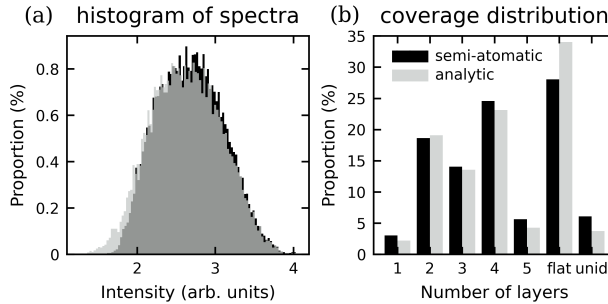 (a) histogram of spectra
Proportion (%)
0.8
0.6
0.4
0.2
0
2 3 4
Intensity (arb. units)
(b) coverage distribution
Proportion (%)
35
30
25
20
15
10
5
0
semi-atomatic
analytic
1 2 3 4 5 flat unid
Number of layers